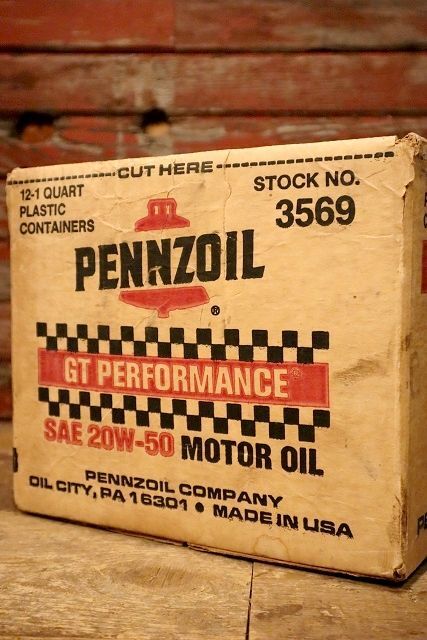 CUT HERE
12-1 QUART
PLASTIC
CONTAINERS
STOCK NO.
3569
PENNZOIL
®
GT PERFORMANCE®
SAE 20W-50 MOTOR OIL
PENNZOIL COMPANY
OIL CITY, PA 16301 • MADE IN USA